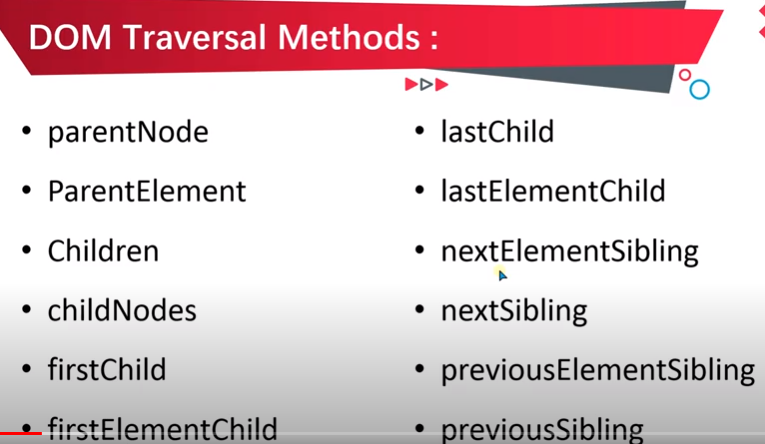 DOM Traversal Methods :
parentNode
ParentElement
Children
childNodes
firstChild
firstElementChild
lastChild
lastElementChild
nextElementSibling
nextSibling
previousElementSibling
previousSibling